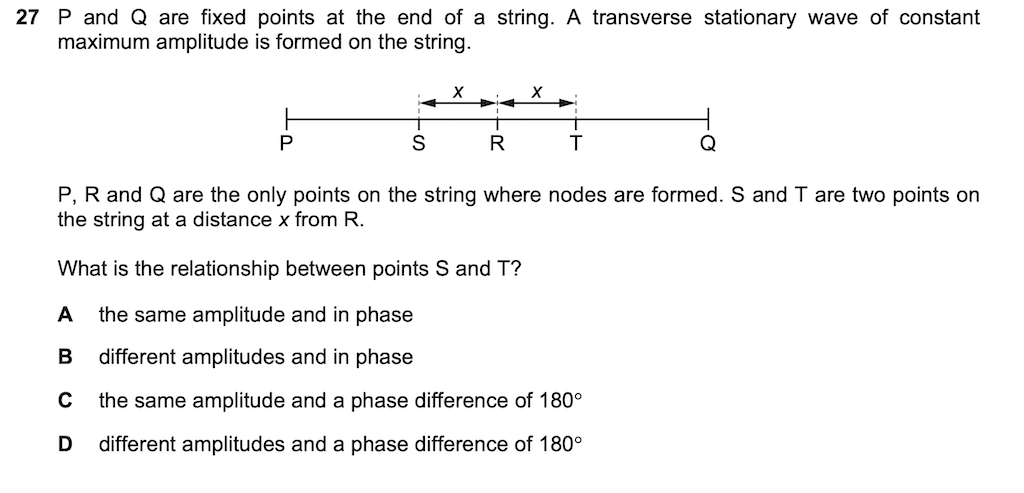 27 P and Q are fixed points at the end of a string. A transverse stationary wave of constant
maximum amplitude is formed on the string.
x x
P S R T Q
P, R and Q are the only points on the string where nodes are formed. S and T are two points on
the string at a distance x from R.
What is the relationship between points S and T?
A the same amplitude and in phase
B different amplitudes and in phase
C the same amplitude and a phase difference of 180°
D different amplitudes and a phase difference of 180°